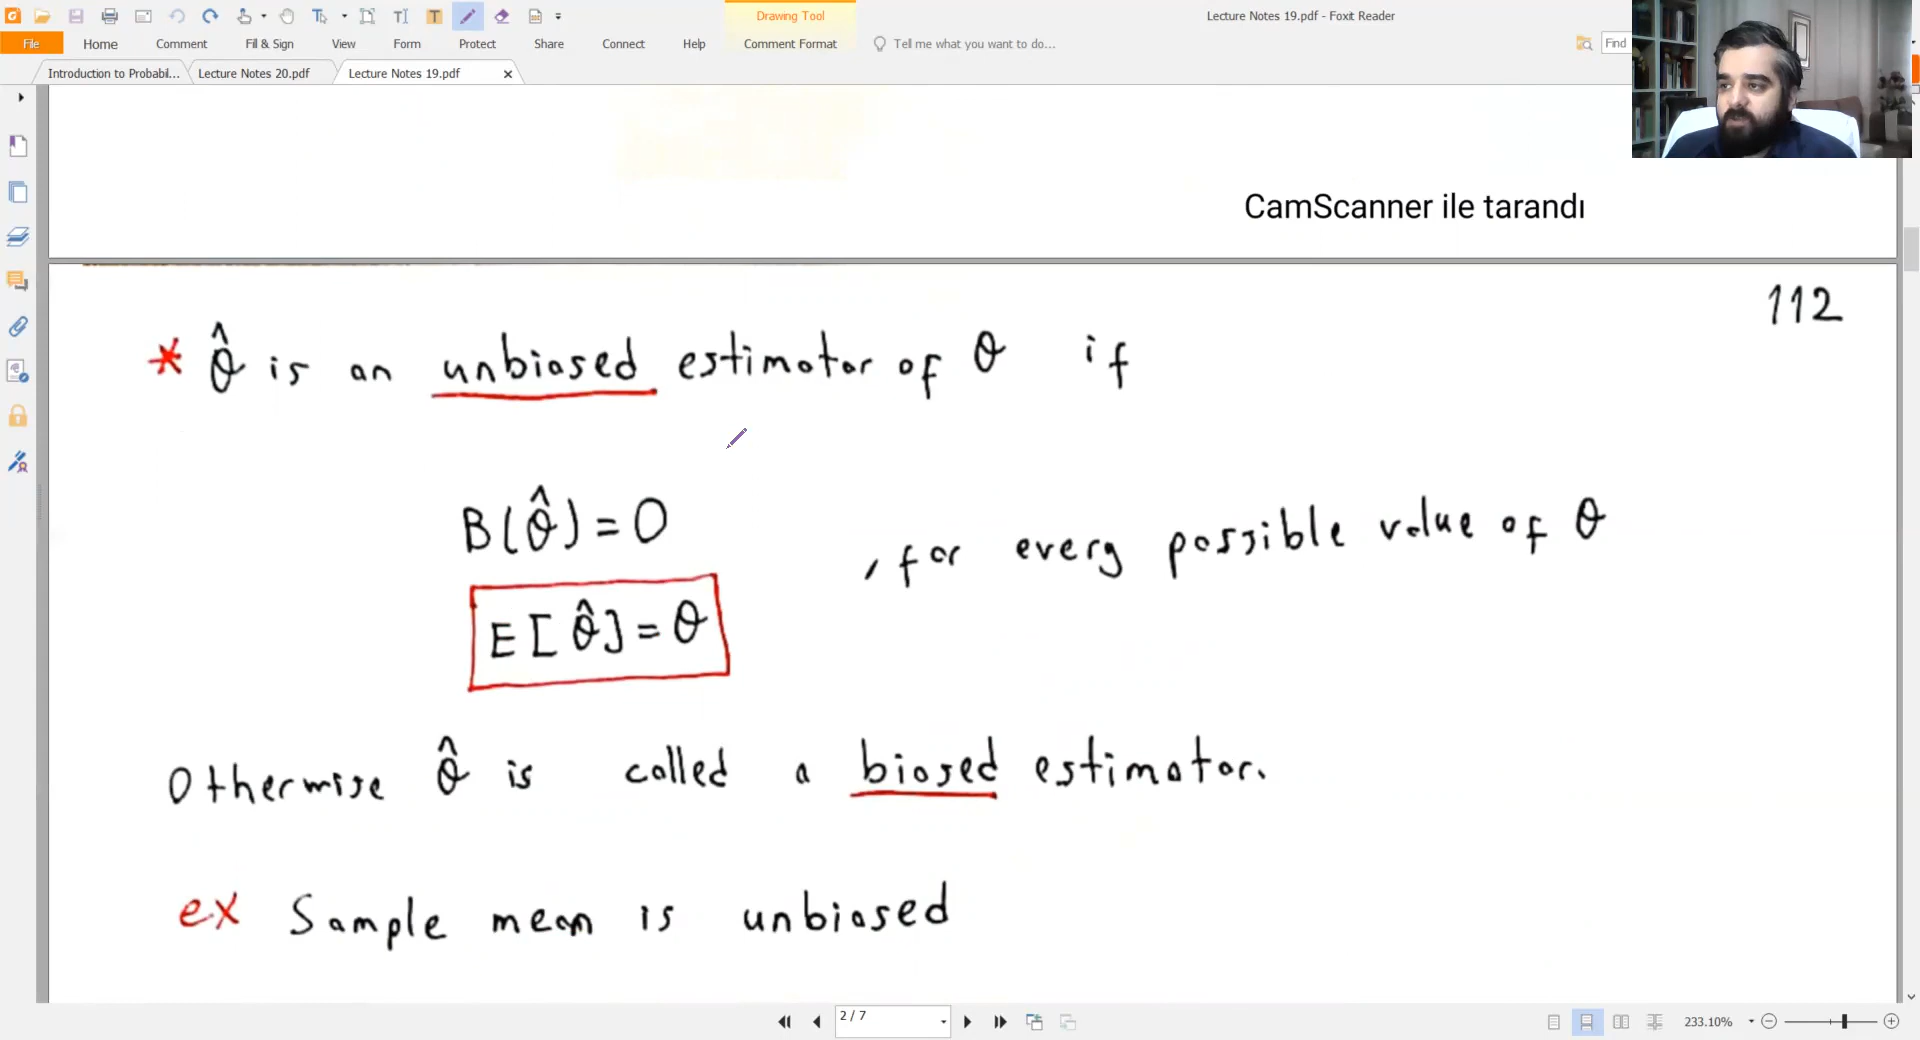 Drawing Tool
Lecture Notes 19.pdf - Foxit Reader
File Home Comment Fill & Sign View Form Protect Share Connect Help Comment Format Tell me what you want to do... Find
Introduction to Probabil... Lecture Notes 20.pdf Lecture Notes 19.pdf
CamScanner ile tarandı
112
* θ̂ is an unbiased estimator of θ if
B(θ̂) = 0
, for every possible value of θ
E[θ̂] = θ
Otherwise θ̂ is called a biased estimator.
ex Sample mean is unbiased
2 / 7
233.10%